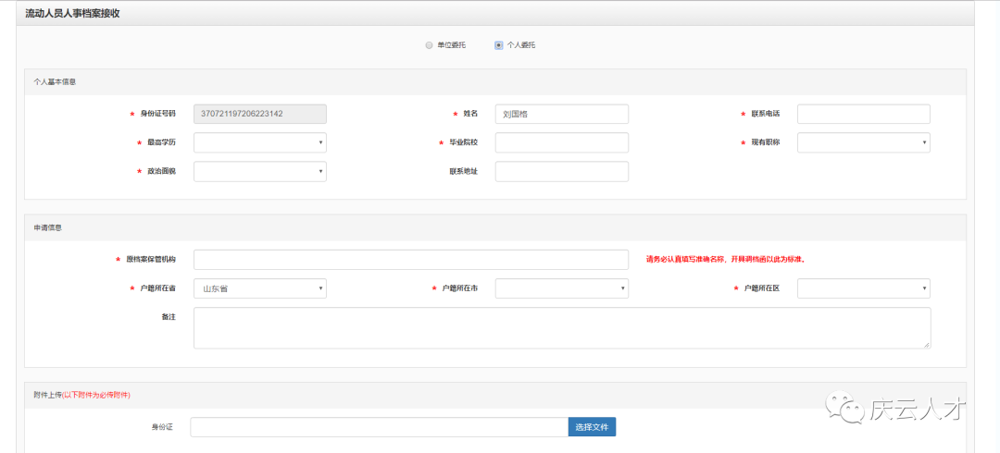 流动人员人事档案接收
单位委托 个人委托
个人基本信息
* 身份证号码 370721197206223142 * 姓名 刘国格 * 联系电话
* 最高学历 * 毕业院校 * 现有职称
* 政治面貌 联系地址
申请信息
* 原档案保管机构 请务必认真填写准确名称，开具调档函以此为标准。
* 户籍所在省 山东省 * 户籍所在市 * 户籍所在区
备注
附件上传(以下附件为必传附件)
庆云人才
身份证 选择文件